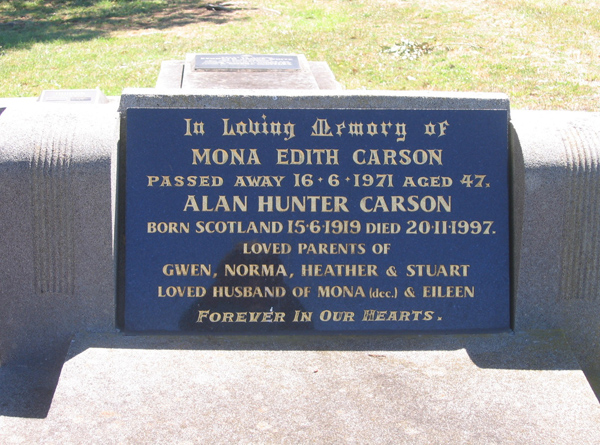 In Loving Memory of
MONA EDITH CARSON
PASSED AWAY 16·6·1971 AGED 47.
ALAN HUNTER CARSON
BORN SCOTLAND 15·6·1919 DIED 20·11·1997.
LOVED PARENTS OF
GWEN, NORMA, HEATHER & STUART
LOVED HUSBAND OF MONA (dec.) & EILEEN
FOREVER IN OUR HEARTS.